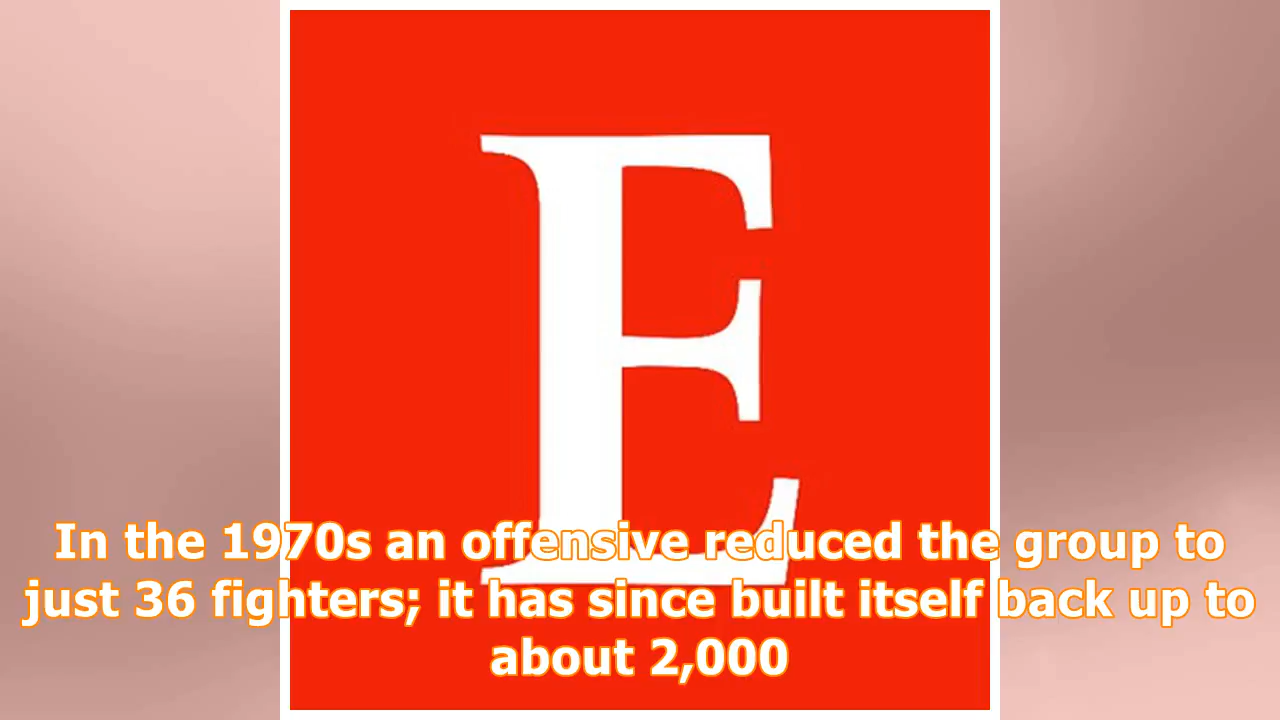 E
In the 1970s an offensive reduced the group to
just 36 fighters; it has since built itself back up to
about 2,000